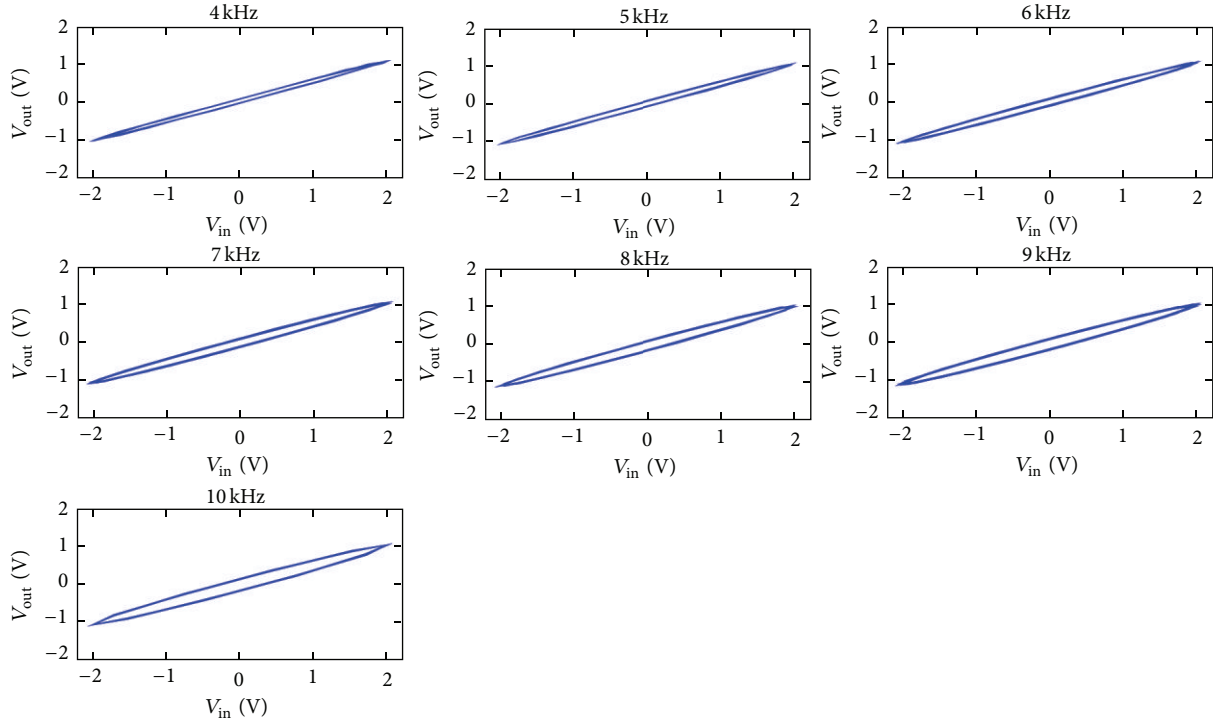 4 kHz
2
1
0
−1
−2
V_out (V)
−2 −1 0 1 2
V_in (V)
5 kHz
2
1
0
−1
−2
V_out (V)
−2 −1 0 1 2
V_in (V)
6 kHz
2
1
0
−1
−2
V_out (V)
−2 −1 0 1 2
V_in (V)
7 kHz
2
1
0
−1
−2
V_out (V)
−2 −1 0 1 2
V_in (V)
8 kHz
2
1
0
−1
−2
V_out (V)
−2 −1 0 1 2
V_in (V)
9 kHz
2
1
0
−1
−2
V_out (V)
−2 −1 0 1 2
V_in (V)
10 kHz
2
1
0
−1
−2
V_out (V)
−2 −1 0 1 2
V_in (V)